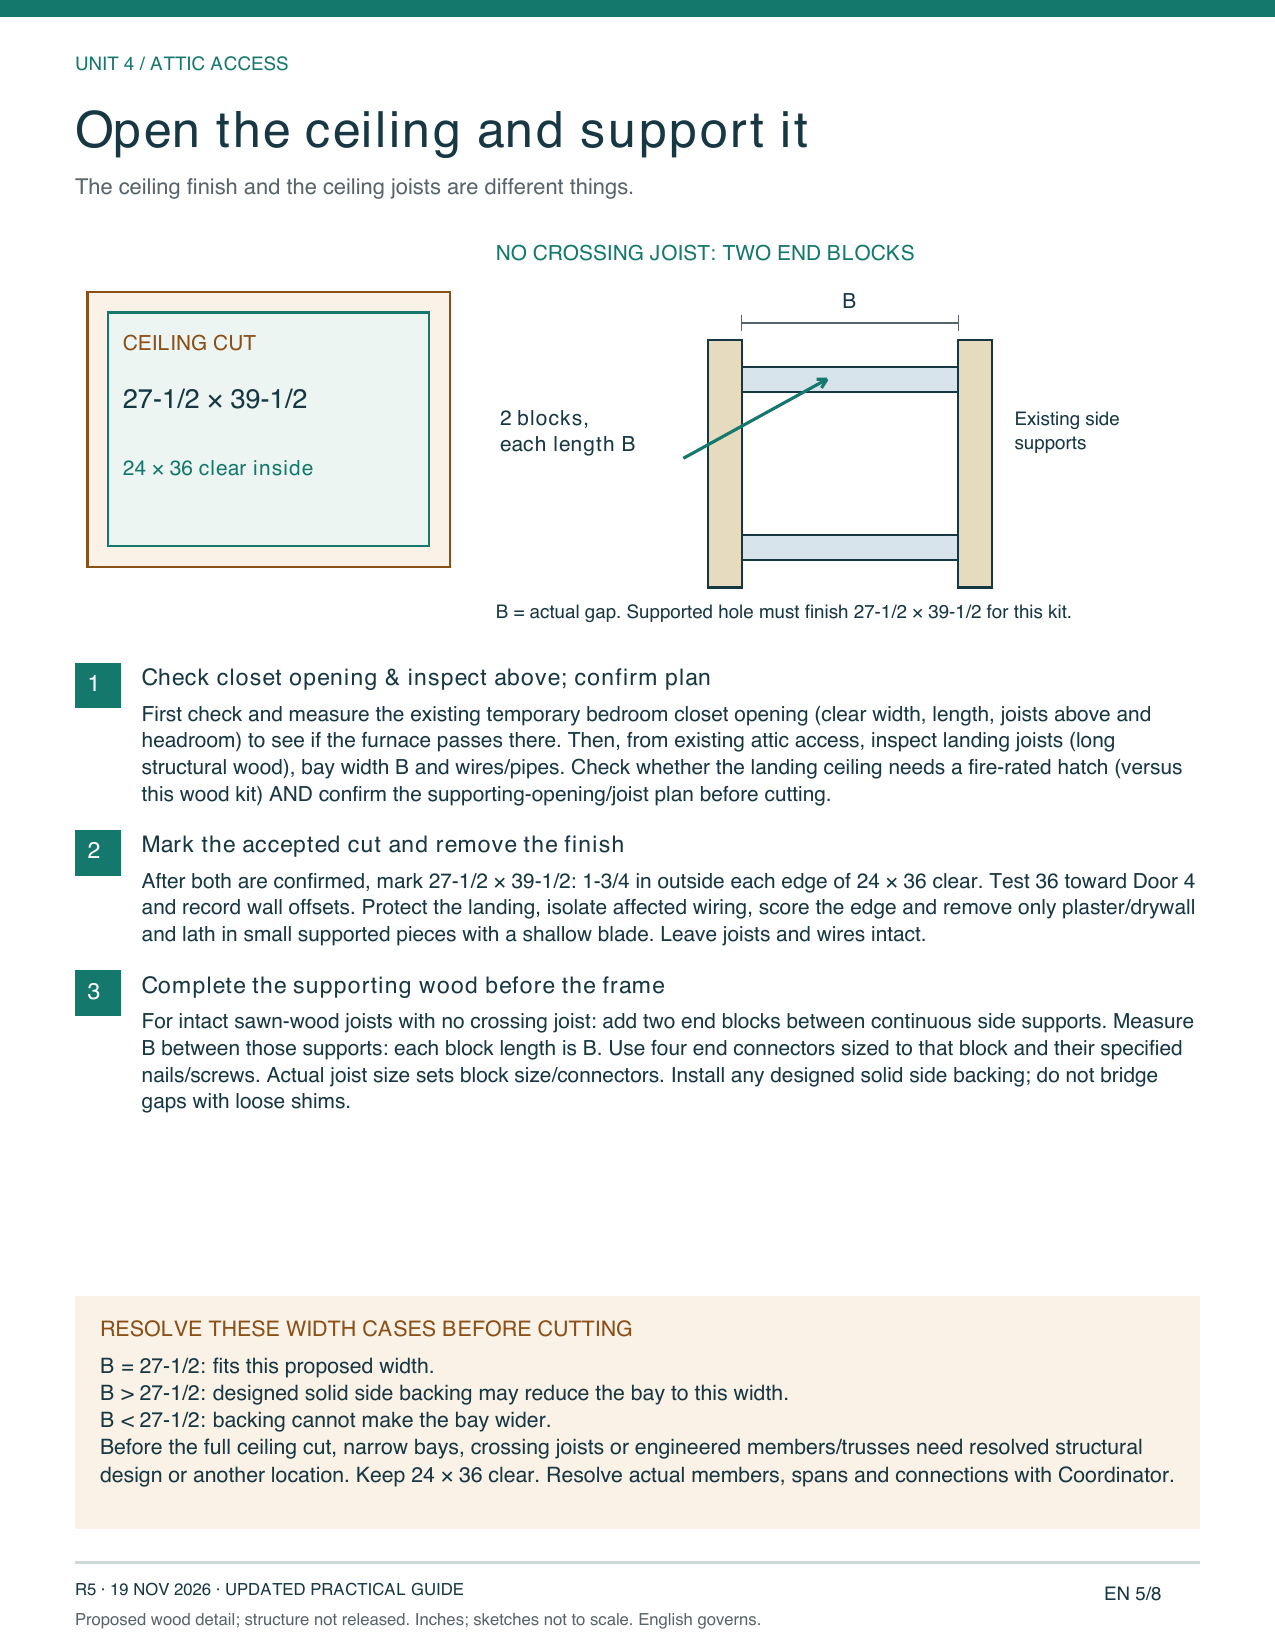 UNIT 4 / ATTIC ACCESS
Open the ceiling and support it
The ceiling finish and the ceiling joists are different things.
NO CROSSING JOIST: TWO END BLOCKS
CEILING CUT
27-1/2 × 39-1/2
24 × 36 clear inside
B
2 blocks,
each length B
Existing side
supports
B = actual gap. Supported hole must finish 27-1/2 × 39-1/2 for this kit.
1
Check closet opening & inspect above; confirm plan
First check and measure the existing temporary bedroom closet opening (clear width, length, joists above and
headroom) to see if the furnace passes there. Then, from existing attic access, inspect landing joists (long
structural wood), bay width B and wires/pipes. Check whether the landing ceiling needs a fire-rated hatch (versus
this wood kit) AND confirm the supporting-opening/joist plan before cutting.
2
Mark the accepted cut and remove the finish
After both are confirmed, mark 27-1/2 × 39-1/2: 1-3/4 in outside each edge of 24 × 36 clear. Test 36 toward Door 4
and record wall offsets. Protect the landing, isolate affected wiring, score the edge and remove only plaster/drywall
and lath in small supported pieces with a shallow blade. Leave joists and wires intact.
3
Complete the supporting wood before the frame
For intact sawn-wood joists with no crossing joist: add two end blocks between continuous side supports. Measure
B between those supports: each block length is B. Use four end connectors sized to that block and their specified
nails/screws. Actual joist size sets block size/connectors. Install any designed solid side backing; do not bridge
gaps with loose shims.
RESOLVE THESE WIDTH CASES BEFORE CUTTING
B = 27-1/2: fits this proposed width.
B > 27-1/2: designed solid side backing may reduce the bay to this width.
B < 27-1/2: backing cannot make the bay wider.
Before the full ceiling cut, narrow bays, crossing joists or engineered members/trusses need resolved structural
design or another location. Keep 24 × 36 clear. Resolve actual members, spans and connections with Coordinator.
R5 · 19 NOV 2026 · UPDATED PRACTICAL GUIDE
EN 5/8
Proposed wood detail; structure not released. Inches; sketches not to scale. English governs.